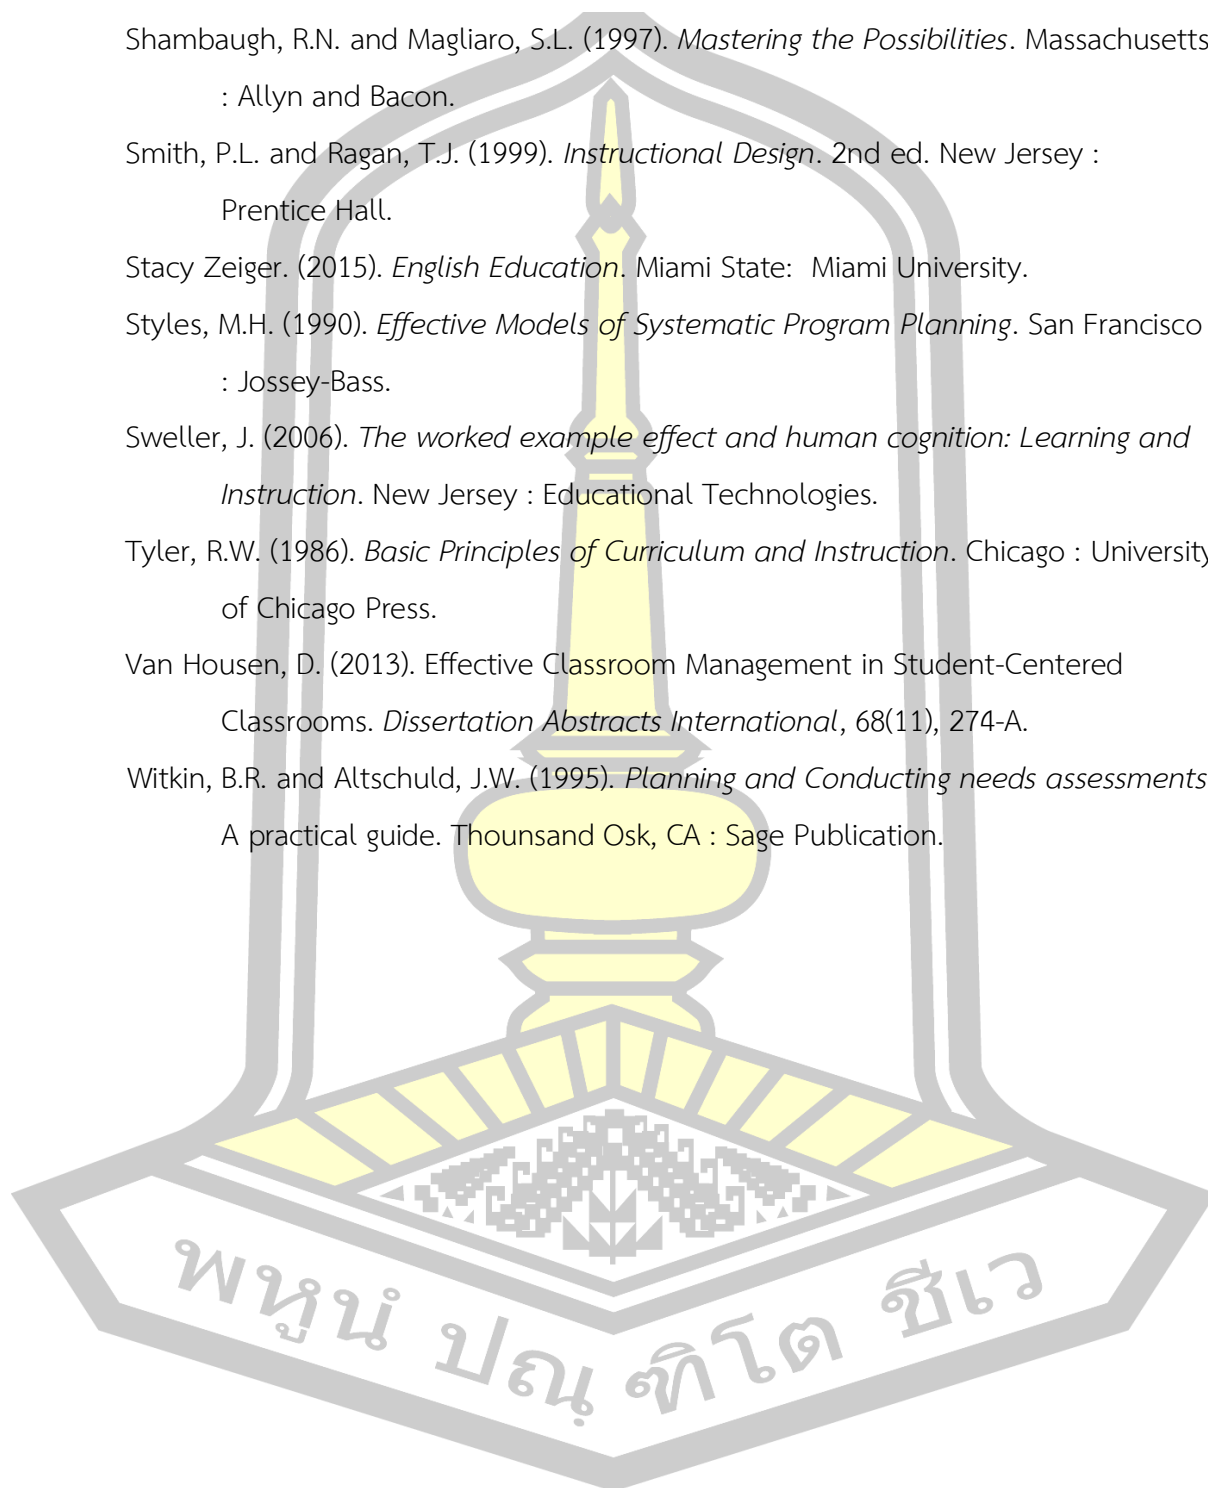 Shambaugh, R.N. and Magliaro, S.L. (1997). Mastering the Possibilities. Massachusetts
: Allyn and Bacon.
Smith, P.L. and Ragan, T.J. (1999). Instructional Design. 2nd ed. New Jersey :
Prentice Hall.
Stacy Zeiger. (2015). English Education. Miami State:  Miami University.
Styles, M.H. (1990). Effective Models of Systematic Program Planning. San Francisco
: Jossey-Bass.
Sweller, J. (2006). The worked example effect and human cognition: Learning and
Instruction. New Jersey : Educational Technologies.
Tyler, R.W. (1986). Basic Principles of Curriculum and Instruction. Chicago : University
of Chicago Press.
Van Housen, D. (2013). Effective Classroom Management in Student-Centered
Classrooms. Dissertation Abstracts International, 68(11), 274-A.
Witkin, B.R. and Altschuld, J.W. (1995). Planning and Conducting needs assessments
A practical guide. Thounsand Osk, CA : Sage Publication.
พหูนํ ปณฺฑิโต ชีเว